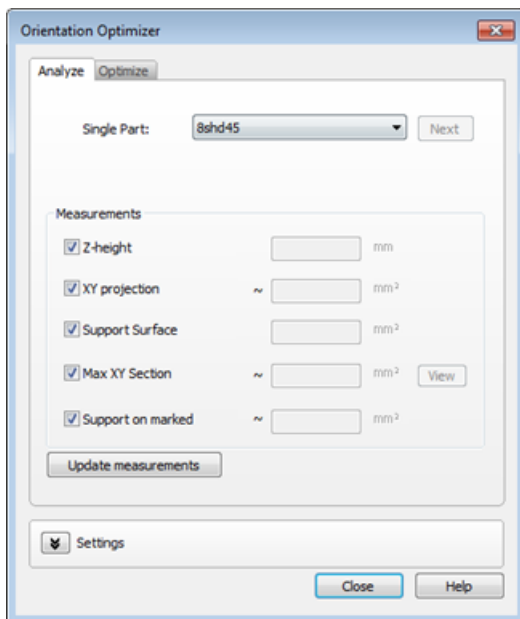 Orientation Optimizer
Analyze Optimize
Single Part: 8shd45 Next
Measurements
Z-height mm
XY projection ~ mm²
Support Surface mm²
Max XY Section ~ mm² View
Support on marked ~ mm²
Update measurements
Settings
Close Help